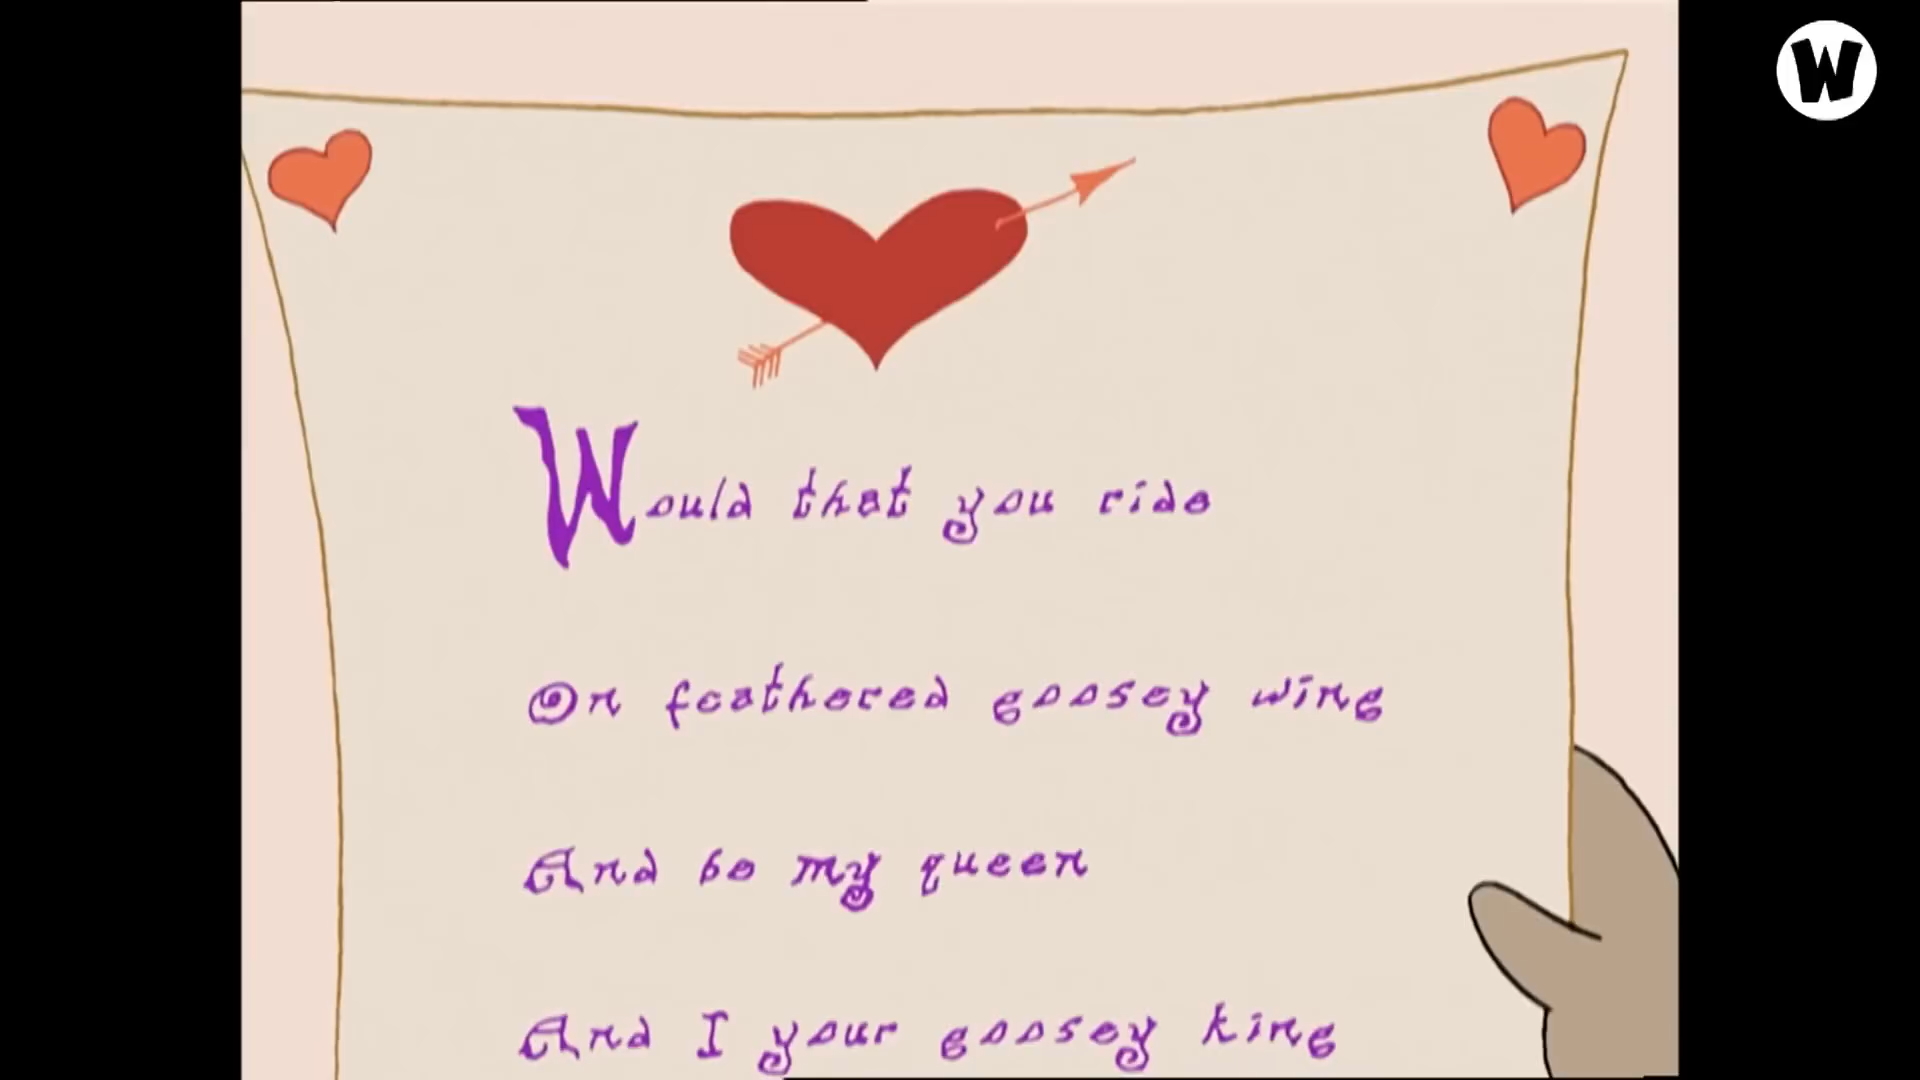 W
Would that you ride
On feathered goosey wing
And be my queen
And I your goosey king